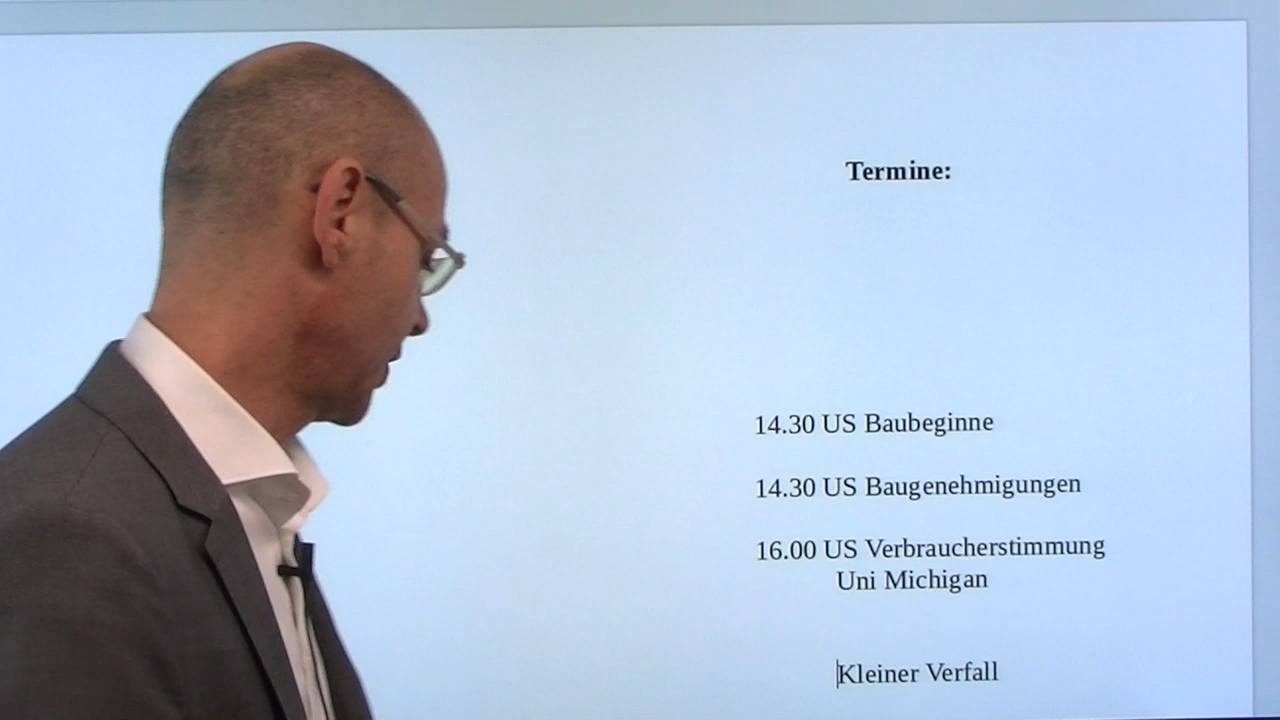 Termine:
14.30 US Baubeginne
14.30 US Baugenehmigungen
16.00 US Verbraucherstimmung
Uni Michigan
Kleiner Verfall